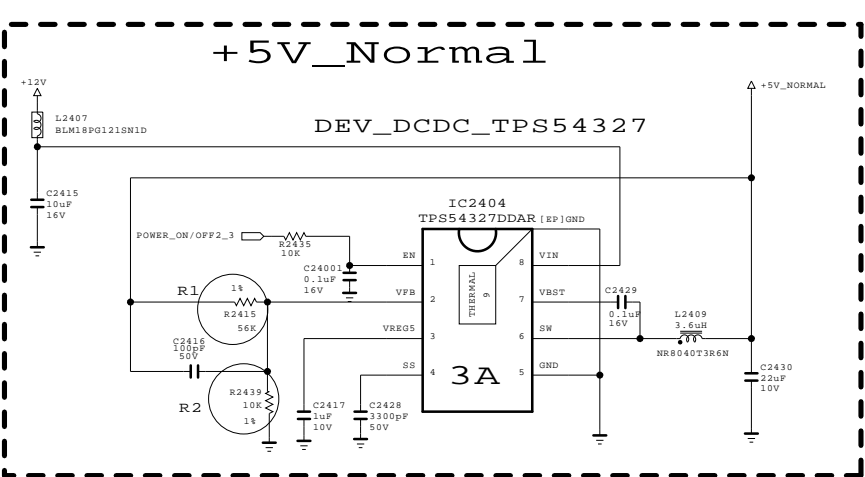 +5V_Normal
+12V
+5V_NORMAL
L2407
BLM18PG121SN1D
DEV_DCDC_TPS54327
C2415
10uF
16V
IC2404
TPS54327DDAR
[EP]GND
POWER_ON/OFF2_3
R2435
10K
C24001
0.1uF
16V
EN
1
VFB
2
VREG5
3
SS
4
THERMAL
9
3A
8
VIN
7
VBST
6
SW
5
GND
C2429
0.1uF
16V
L2409
3.6uH
NR8040T3R6N
C2430
22uF
10V
R1
1%
R2415
56K
C2416
100pF
50V
R2
R2439
10K
1%
C2417
1uF
10V
C2428
3300pF
50V